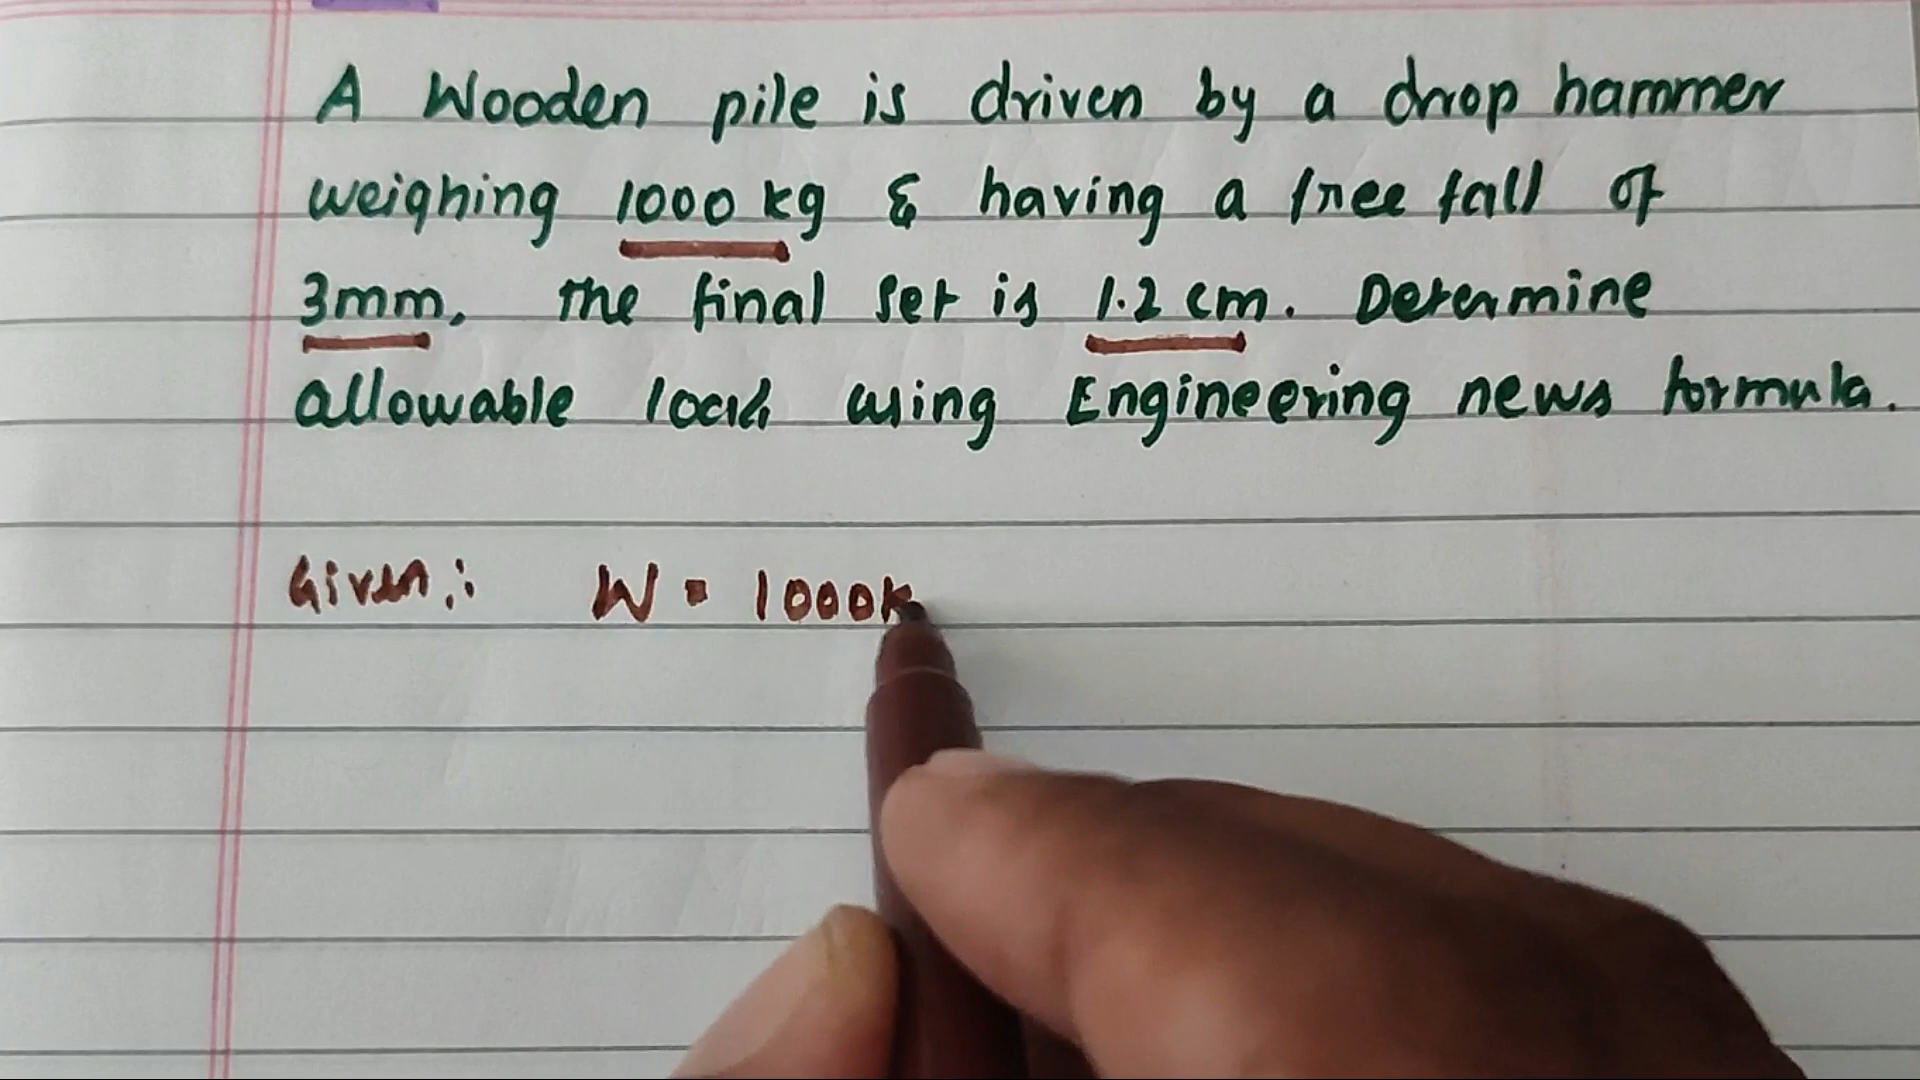 A Wooden pile is driven by a drop hammer
weighing 1000 kg & having a free fall of
3mm, The final set is 1.2 cm. Determine
allowable load using Engineering news formula.
Given :- W = 1000k